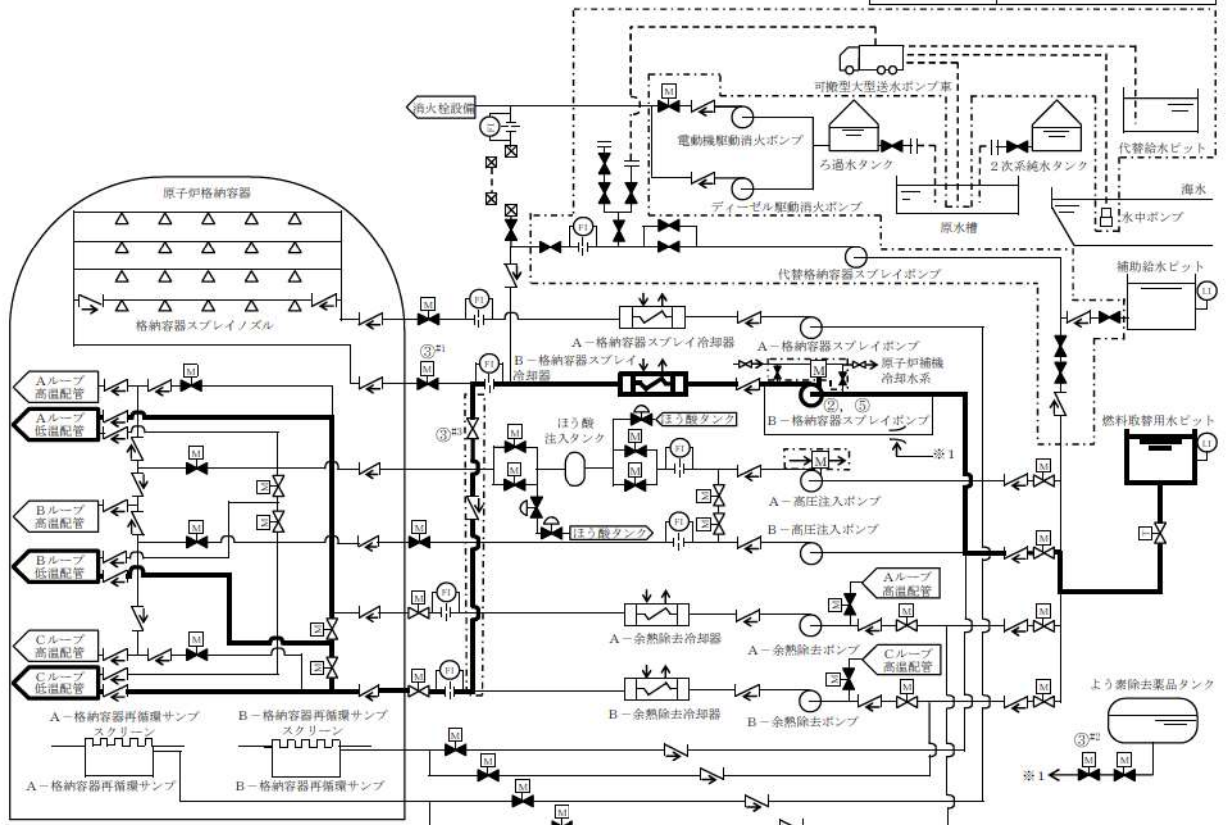 可搬型大型送水ポンプ車
消火栓設備
M
FI
電動機駆動消火ポンプ
ろ過水タンク
2次系純水タンク
代替給水ピット
原子炉格納容器
海水
ディーゼル駆動消火ポンプ
原水槽
水中ポンプ
FI
代替格納容器スプレイポンプ
補助給水ピット
LI
格納容器スプレイノズル
M
FI
A-格納容器スプレイ冷却器
A-格納容器スプレイポンプ
③#1
M
FI
B-格納容器スプレイ
冷却器
M
原子炉補機
冷却水系
②, ⑤
B-格納容器スプレイポンプ
※1
Aループ
高温配管
M
Aループ
低温配管
③#3
ほう酸
注入タンク
M
ほう酸タンク
燃料取替用水ピット
LI
M
M
M
M
FI
M
M
A-高圧注入ポンプ
M
M
Bループ
高温配管
M
M
M
FI
ほう酸タンク
B-高圧注入ポンプ
M
T
Bループ
低温配管
Aループ
高温配管
M
FI
M
M
M
A-余熱除去冷却器
A-余熱除去ポンプ
M
Cループ
高温配管
M
M
Cループ
高温配管
Cループ
低温配管
M
FI
M
M
M
B-余熱除去冷却器
B-余熱除去ポンプ
よう素除去薬品タンク
A-格納容器再循環サンプ
スクリーン
B-格納容器再循環サンプ
スクリーン
M
③#2
M
M
※1
M
A-格納容器再循環サンプ
B-格納容器再循環サンプ
M
M